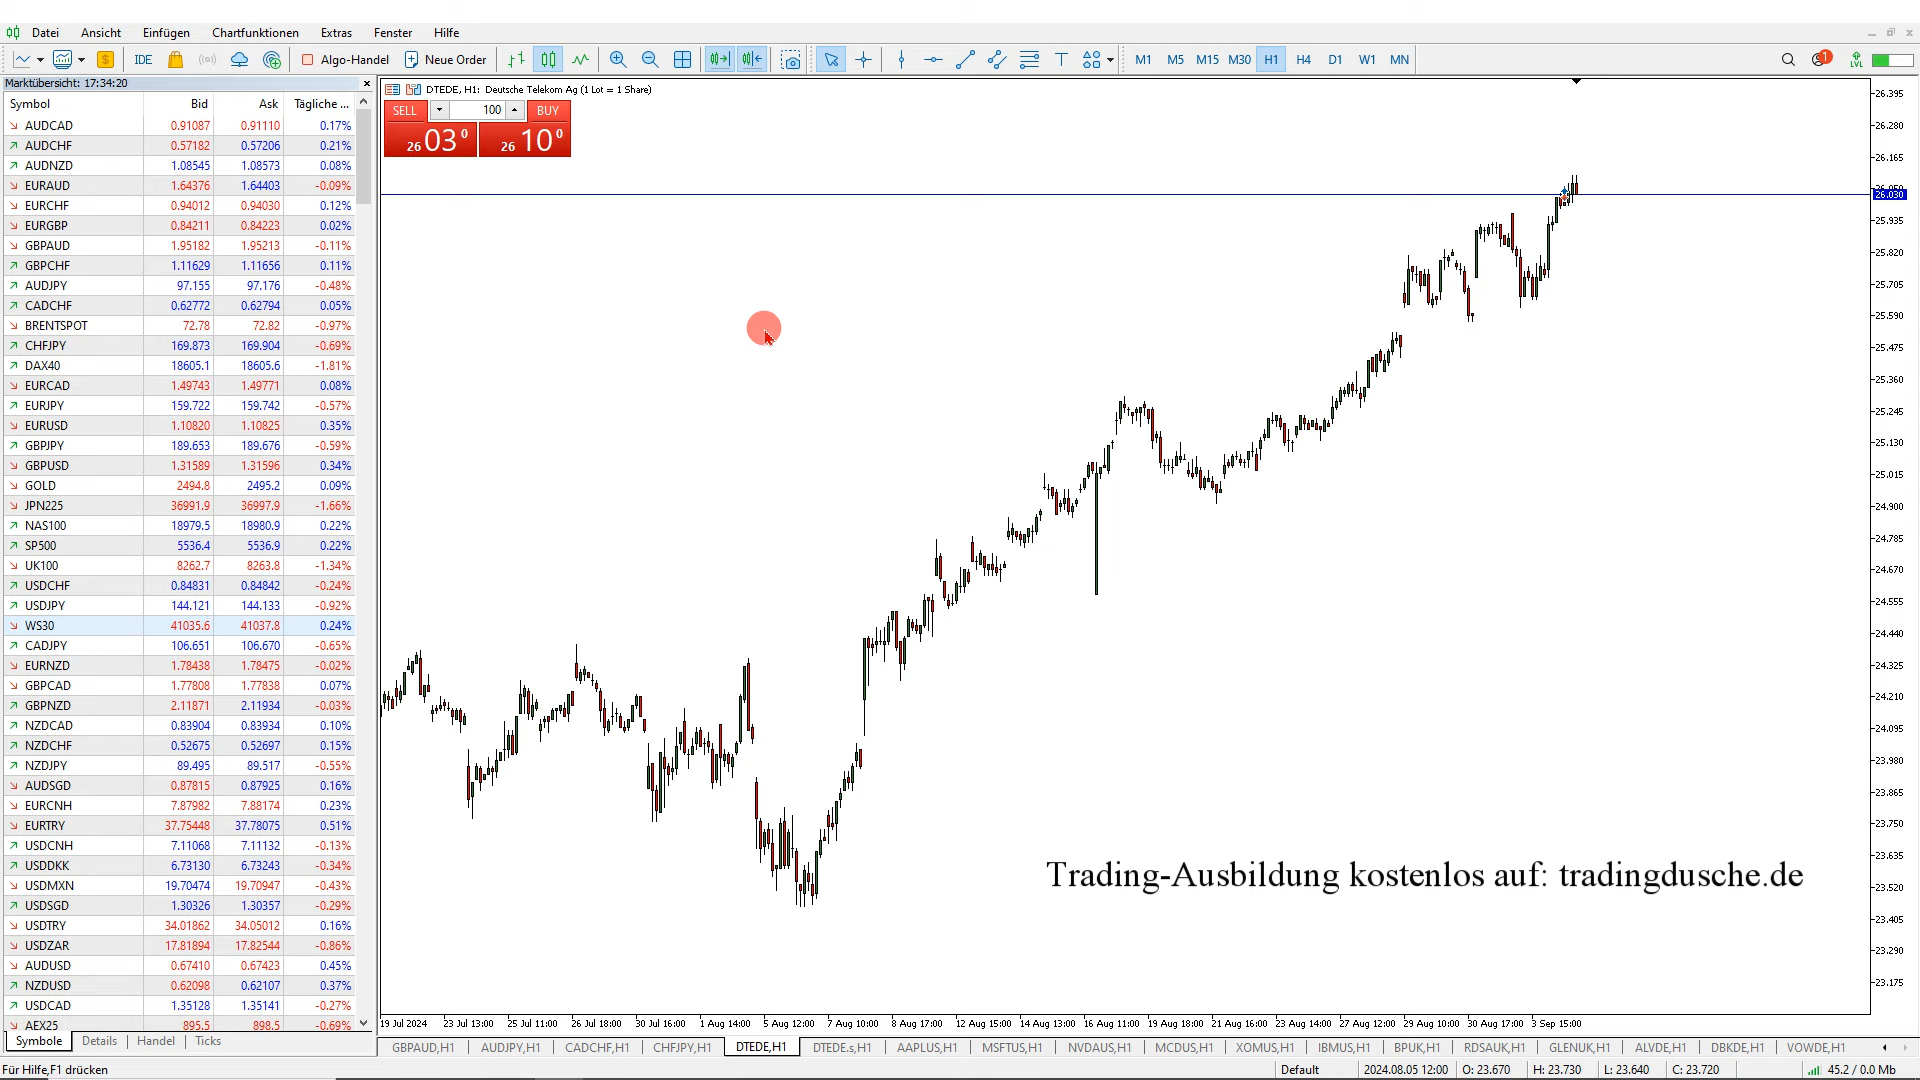 Datei Ansicht Einfügen Chartfunktionen Extras Fenster Hilfe
IDE Algo-Handel Neue Order M1 M5 M15 M30 H1 H4 D1 W1 MN 1 LVL
Marktübersicht: 17:34:20
Symbol Bid Ask Tägliche ...
AUDCAD 0.91087 0.91110 0.17%
AUDCHF 0.57182 0.57206 0.21%
AUDNZD 1.08545 1.08573 0.08%
EURAUD 1.64376 1.64403 -0.09%
EURCHF 0.94012 0.94030 0.12%
EURGBP 0.84211 0.84223 0.02%
GBPAUD 1.95182 1.95213 -0.11%
GBPCHF 1.11629 1.11656 0.11%
AUDJPY 97.155 97.176 -0.48%
CADCHF 0.62772 0.62794 0.05%
BRENTSPOT 72.78 72.82 -0.97%
CHFJPY 169.873 169.904 -0.69%
DAX40 18605.1 18605.6 -1.81%
EURCAD 1.49743 1.49771 0.08%
EURJPY 159.722 159.742 -0.57%
EURUSD 1.10820 1.10825 0.35%
GBPJPY 189.653 189.676 -0.59%
GBPUSD 1.31589 1.31596 0.34%
GOLD 2494.8 2495.2 0.09%
JPN225 36991.9 36997.9 -1.66%
NAS100 18979.5 18980.9 0.22%
SP500 5536.4 5536.9 0.22%
UK100 8262.7 8263.8 -1.34%
USDCHF 0.84831 0.84842 -0.24%
USDJPY 144.121 144.133 -0.92%
WS30 41035.6 41037.8 0.24%
CADJPY 106.651 106.670 -0.65%
EURNZD 1.78438 1.78475 -0.02%
GBPCAD 1.77808 1.77838 0.07%
GBPNZD 2.11871 2.11934 -0.03%
NZDCAD 0.83904 0.83934 0.10%
NZDCHF 0.52675 0.52697 0.15%
NZDJPY 89.495 89.517 -0.55%
AUDSGD 0.87815 0.87925 0.16%
EURCNH 7.87982 7.88174 0.23%
EURTRY 37.75448 37.78075 0.51%
USDCNH 7.11068 7.11132 -0.13%
USDDKK 6.73130 6.73243 -0.34%
USDMXN 19.70474 19.70947 -0.43%
USDSGD 1.30326 1.30357 -0.29%
USDTRY 34.01862 34.05012 0.16%
USDZAR 17.81894 17.82544 -0.86%
AUDUSD 0.67410 0.67423 0.45%
NZDUSD 0.62098 0.62107 0.37%
USDCAD 1.35128 1.35141 -0.27%
AEX25 895.5 898.5 -0.69%
Symbole Details Handel Ticks
DTEDE, H1: Deutsche Telekom Ag (1 Lot = 1 Share)
SELL 100 BUY
26 03 0 26 10 0
26.395
26.280
26.165
26.030
25.935
25.820
25.705
25.590
25.475
25.360
25.245
25.130
25.015
24.900
24.785
24.670
24.555
24.440
24.325
24.210
24.095
23.980
23.865
23.750
23.635
23.520
23.405
23.290
23.175
Trading-Ausbildung kostenlos auf: tradingdusche.de
19 Jul 2024 23 Jul 13:00 25 Jul 11:00 26 Jul 18:00 30 Jul 16:00 1 Aug 14:00 5 Aug 12:00 7 Aug 10:00 8 Aug 17:00 12 Aug 15:00 14 Aug 13:00 16 Aug 11:00 19 Aug 18:00 21 Aug 16:00 23 Aug 14:00 27 Aug 12:00 29 Aug 10:00 30 Aug 17:00 3 Sep 15:00
GBPAUD,H1 AUDJPY,H1 CADCHF,H1 CHFJPY,H1 DTEDE,H1 DTEDE.s,H1 AAPLUS,H1 MSFTUS,H1 NVDAUS,H1 MCDUS,H1 XOMUS,H1 IBMUS,H1 BPUK,H1 RDSAUK,H1 GLENUK,H1 ALVDE,H1 DBKDE,H1 VOWDE,H1
Für Hilfe,F1 drücken Default 2024.08.05 12:00 O: 23.670 H: 23.730 L: 23.640 C: 23.720 45.2 / 0.0 Mb